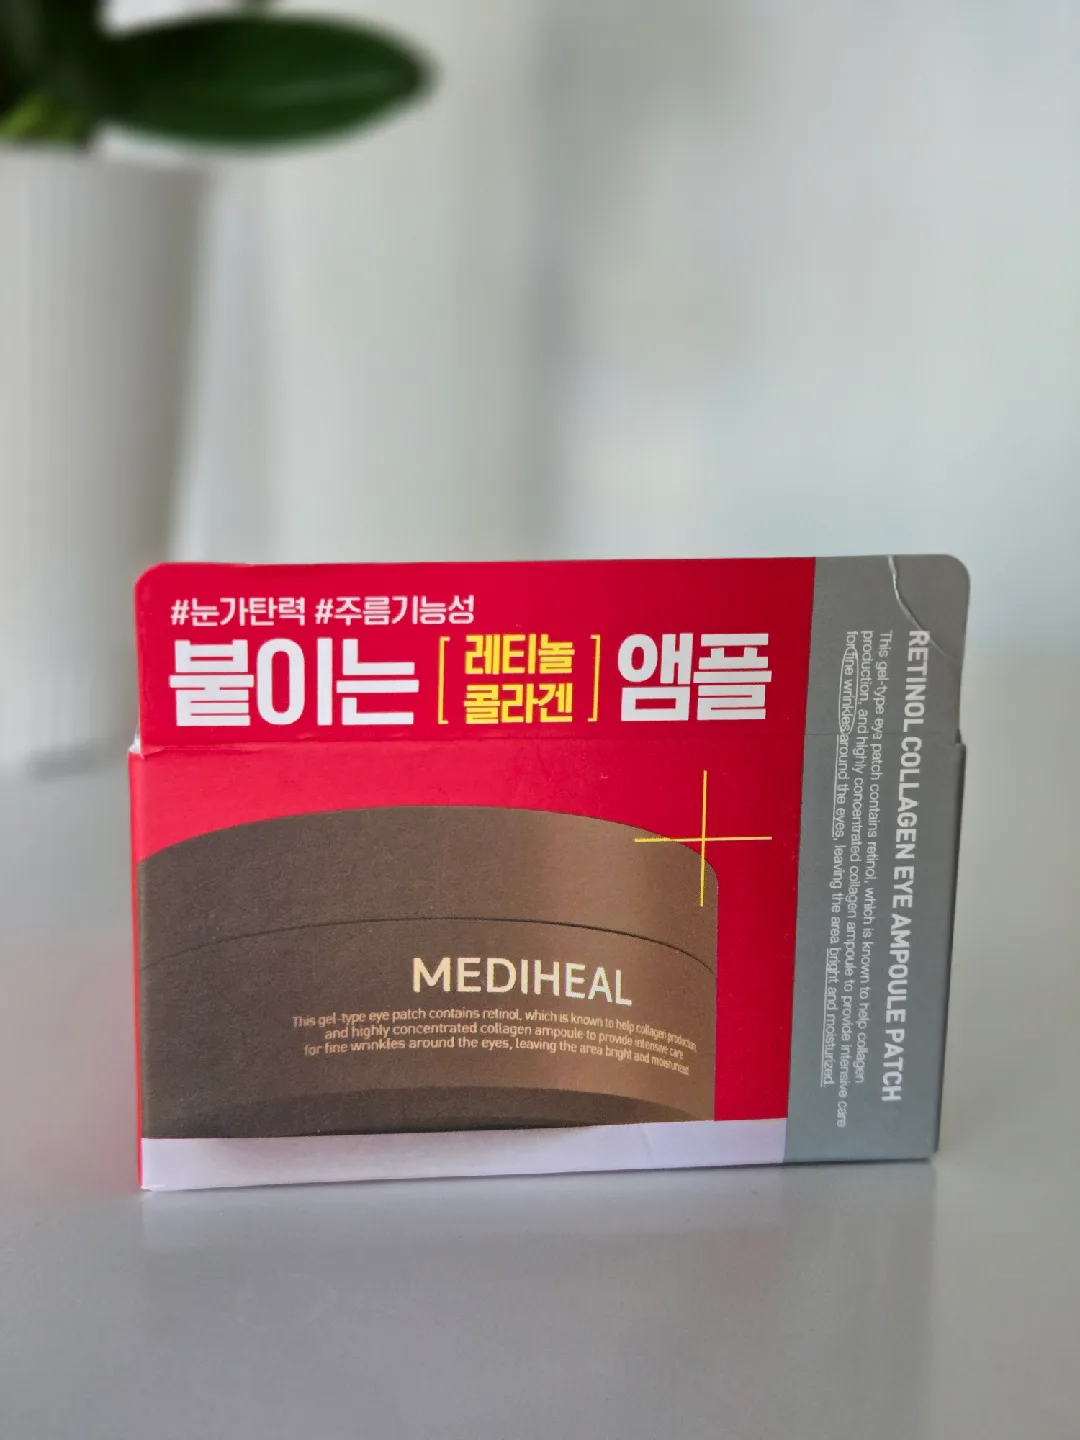 #눈가탄력 #주름기능성
붙이는 [레티놀 콜라겐] 앰플
MEDIHEAL
This gel-type eye patch contains retinol, which is known to help collagen production,
and highly concentrated collagen ampoule to provide intensive care
for fine wrinkles around the eyes, leaving the area bright and moisturized.
RETINOL COLLAGEN EYE AMPOULE PATCH
This gel-type eye patch contains retinol, which is known to help collagen
production, and highly concentrated collagen ampoule to provide intensive care
for fine wrinkles around the eyes, leaving the area bright and moisturized.